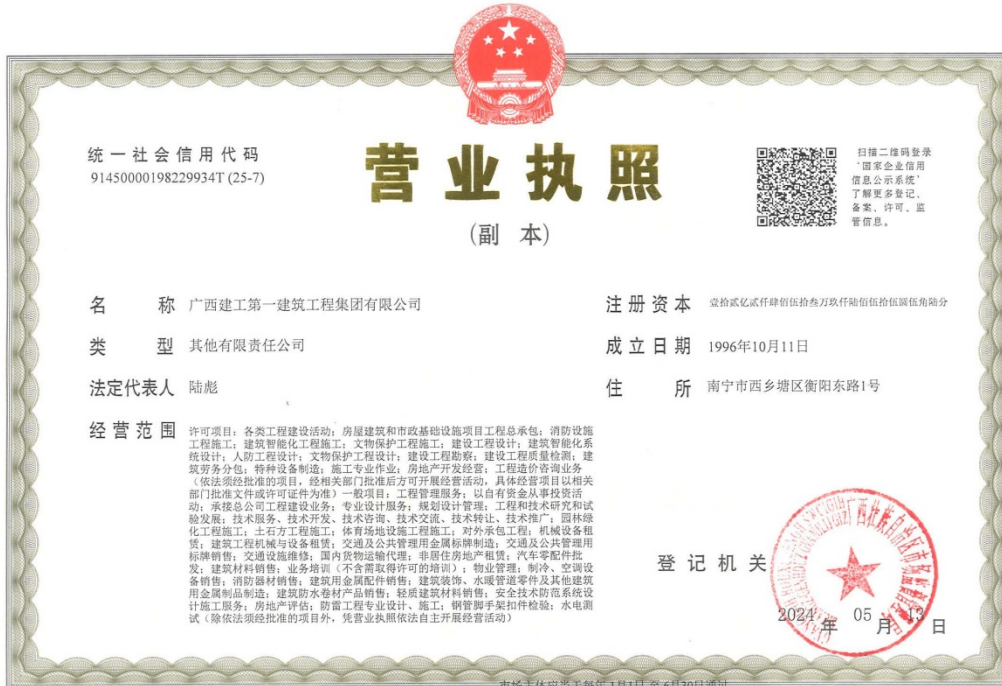 统一社会信用代码
91450000198229934T (25-7)
营业执照
(副 本)
扫描二维码登录
‘国家企业信用
信息公示系统’
了解更多登记、
备案、许可、监
管信息。
名 称 广西建工第一建筑工程集团有限公司
类 型 其他有限责任公司
法定代表人 陆彪
经营范围 许可项目：各类工程建设活动；房屋建筑和市政基础设施项目工程总承包；消防设施
工程施工；建筑智能化工程施工；文物保护工程施工；建设工程设计；建筑智能化系
统设计；人防工程设计；文物保护工程设计；建设工程勘察；建设工程质量检测；建
筑劳务分包；特种设备制造；施工专业作业；房地产开发经营；工程造价咨询业务
（依法须经批准的项目，经相关部门批准后方可开展经营活动，具体经营项目以相关
部门批准文件或许可证件为准）一般项目：工程管理服务；以自有资金从事投资活
动；承接总公司工程建设业务；专业设计服务；规划设计管理；工程和技术研究和试
验发展；技术服务、技术开发、技术咨询、技术交流、技术转让、技术推广；园林绿
化工程施工；土石方工程施工；体育场地设施工程施工；对外承包工程；机械设备租
赁；建筑工程机械与设备租赁；交通及公共管理用金属标牌制造；交通及公共管理用
标牌销售；交通设施维修；国内货物运输代理；非居住房地产租赁；汽车零配件批
发；建筑材料销售；业务培训（不含需取得许可的培训）；物业管理；制冷、空调设
备销售；消防器材销售；建筑用金属配件销售；建筑装饰、水暖管道零件及其他建筑
用金属制品制造；建筑防水卷材产品销售；轻质建筑材料销售；安全技术防范系统设
计施工服务；房地产评估；防雷工程专业设计、施工；钢管脚手架扣件检验；水电测
试（除依法须经批准的项目外，凭营业执照依法自主开展经营活动）
注册资本 壹拾贰亿贰仟肆佰伍拾叁万玖仟陆佰伍拾伍圆伍角陆分
成立日期 1996年10月11日
住 所 南宁市西乡塘区衡阳东路1号
登记机关
2024 年 05 月 13 日
市场主体应当于每年 1月1日 至 6月30日通过